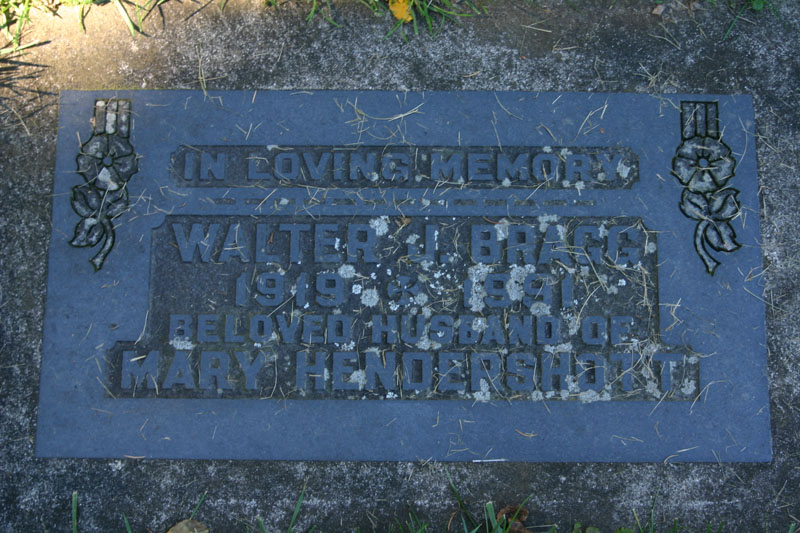 IN LOVING MEMORY
WALTER J. BRAGG
1919 - 1991
BELOVED HUSBAND OF
MARY HENDERSHOTT